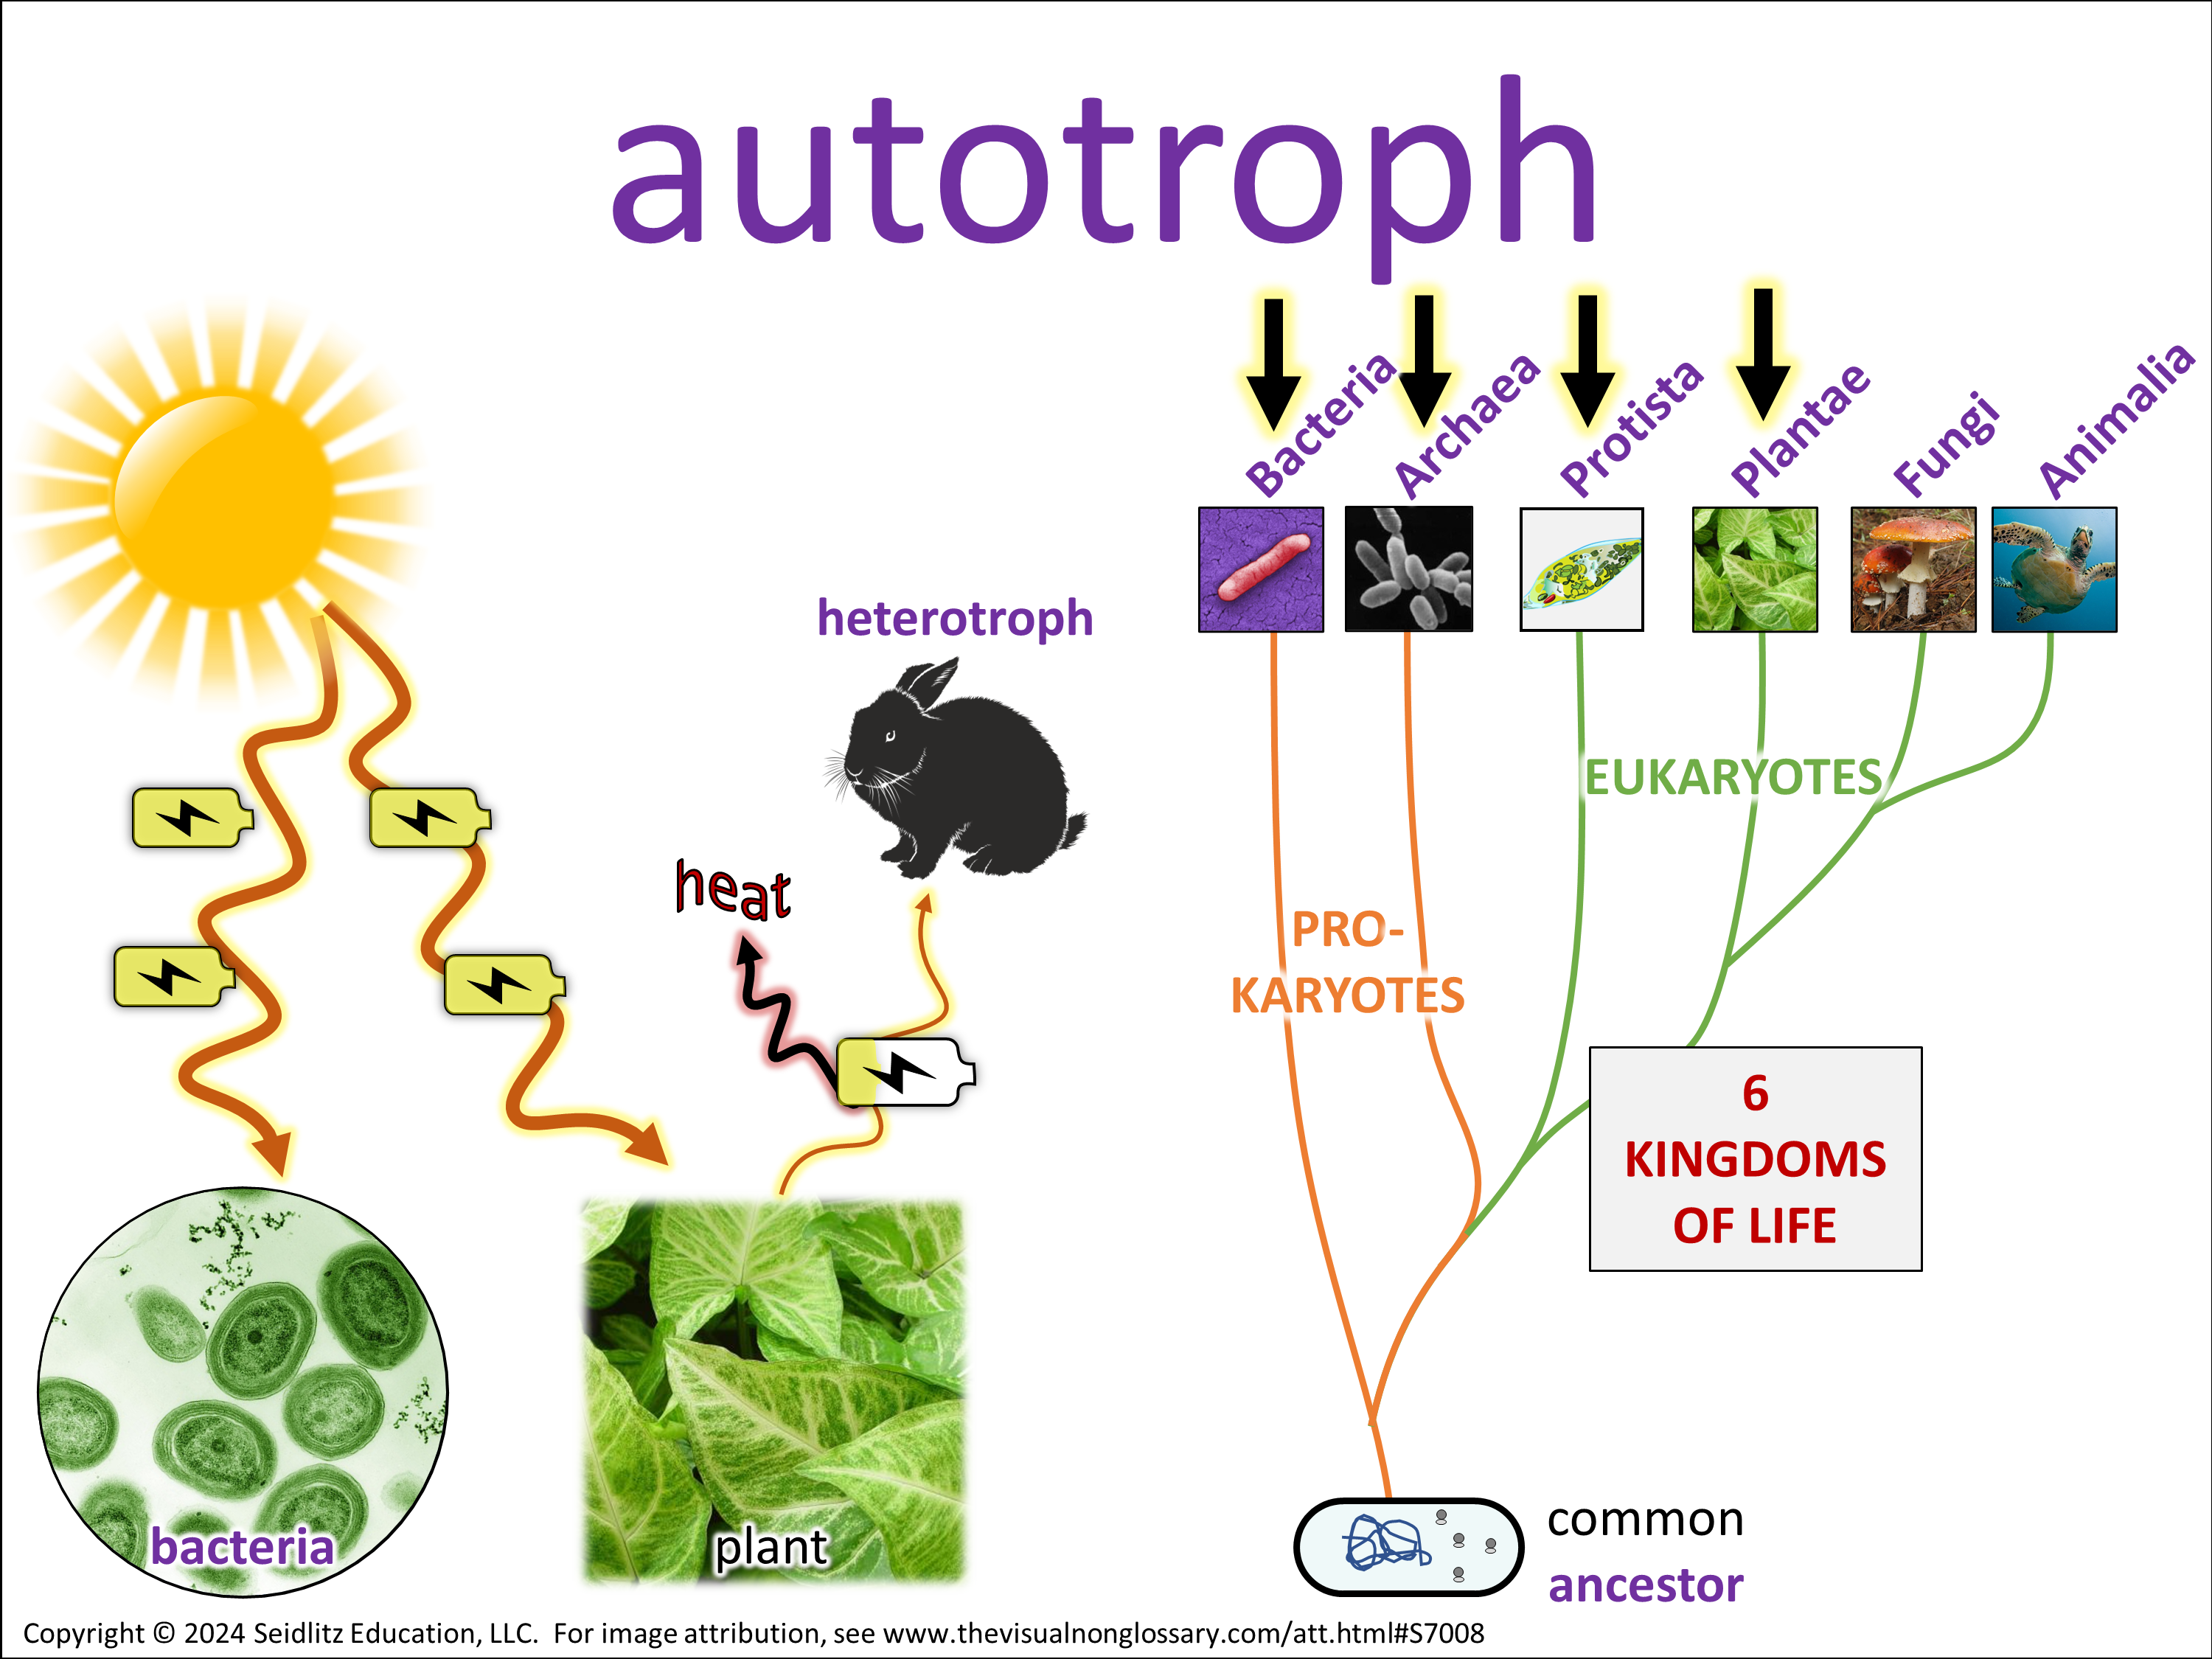 autotroph
Bacteria
Archaea
Protista
Plantae
Fungi
Animalia
heterotroph
heat
EUKARYOTES
PRO-
KARYOTES
6
KINGDOMS
OF LIFE
bacteria
plant
common
ancestor
Copyright © 2024 Seidlitz Education, LLC.  For image attribution, see www.thevisualnonglossary.com/att.html#S7008